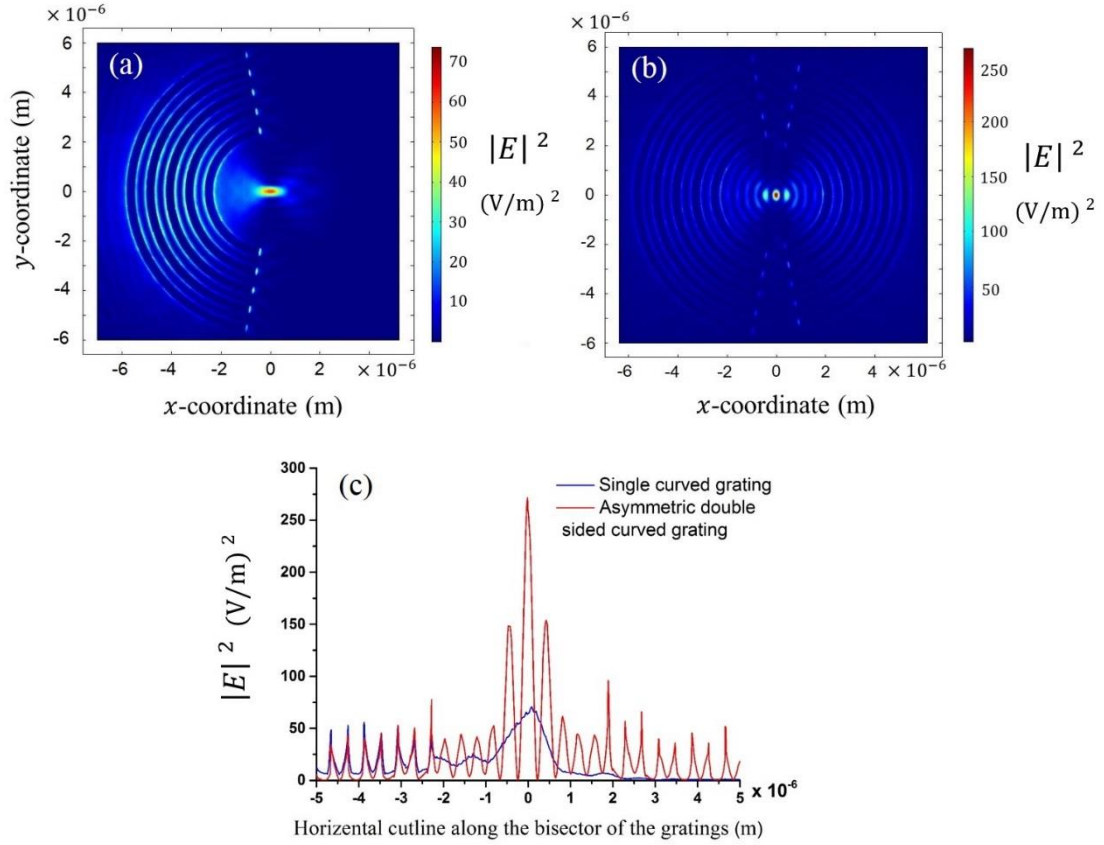 × 10⁻⁶
6
4
2
0
-2
-4
-6
y-coordinate (m)
(a)
-6 -4 -2 0 2 × 10⁻⁶
x-coordinate (m)
70
60
50
40
30
20
10
|E| ²
(V/m) ²
× 10⁻⁶
6
4
2
0
-2
-4
-6
(b)
-6 -4 -2 0 2 4 × 10⁻⁶
x-coordinate (m)
250
200
150
100
50
|E| ²
(V/m) ²
300
250
200
150
100
50
0
|E| ² (V/m) ²
(c)
Single curved grating
Asymmetric double
sided curved grating
-5 -4 -3 -2 -1 0 1 2 3 4 5 x 10⁻⁶
Horizental cutline along the bisector of the gratings (m)